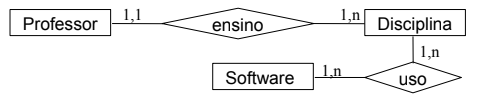 Professor 1,1 ensino 1,n Disciplina
1,n
Software 1,n uso